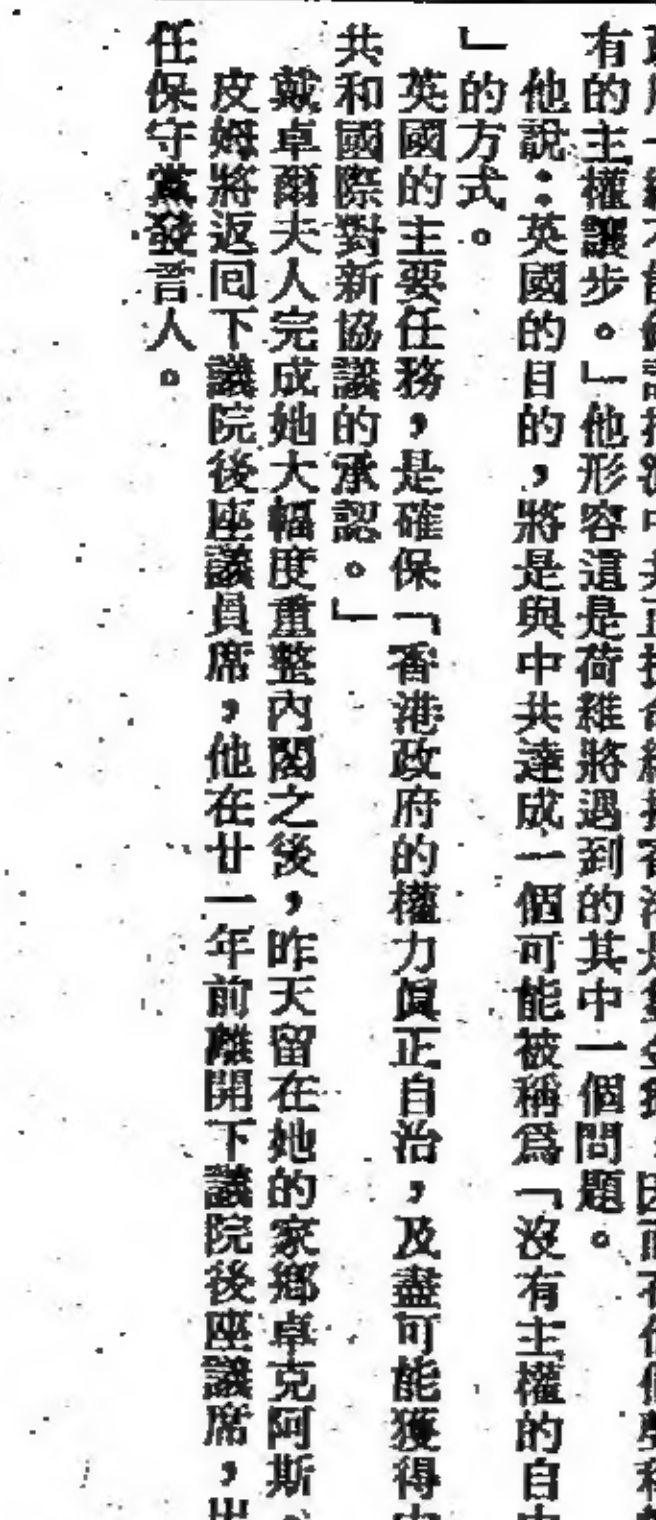 有的主權讓步。」他形容這是荷維將遇到的其中一個問題。
他說：英國的目的，將是與中共達成一個可能被稱爲「沒有主權的自由
」的方式。
英國的主要任務，是確保「香港政府的權力眞正自治，及盡可能獲得中
共和國際對新協議的承認。」
戴卓爾夫人完成她大幅度重整內閣之後，昨天留在她的家鄉卓克阿斯。
皮姆將返回下議院後座議員席，他在廿一年前離開下議院後座議席，出
任保守黨發言人。